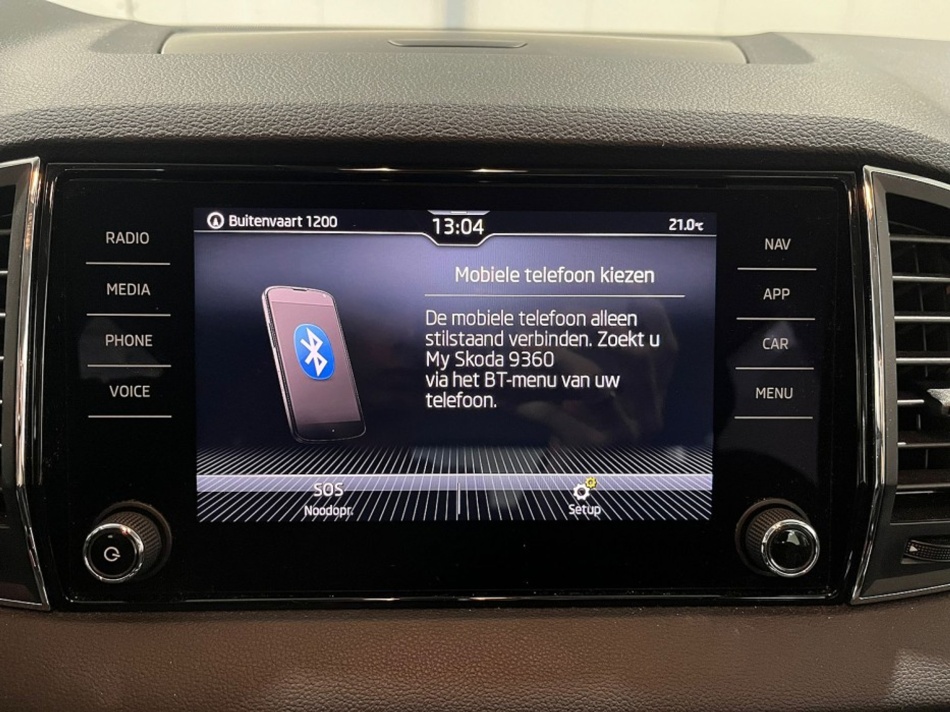 Buitenvaart 1200
13:04
21.0°C
RADIO
MEDIA
PHONE
VOICE
Mobiele telefoon kiezen
De mobiele telefoon alleen
stilstaand verbinden. Zoekt u
My Skoda 9360
via het BT-menu van uw
telefoon.
NAV
APP
CAR
MENU
SOS
Noodopr.
Setup